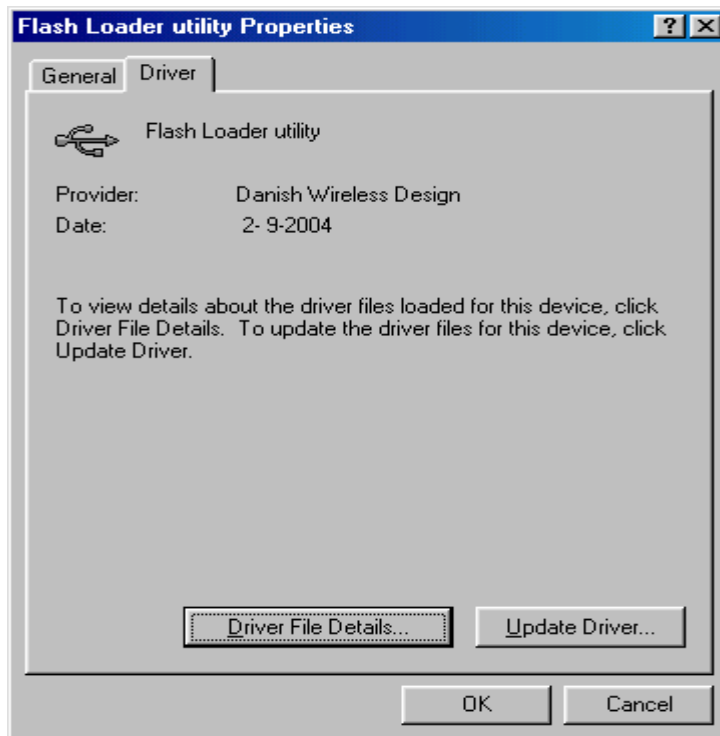 Flash Loader utility Properties
General Driver
Flash Loader utility
Provider: Danish Wireless Design
Date: 2- 9-2004
To view details about the driver files loaded for this device, click
Driver File Details. To update the driver files for this device, click
Update Driver.
Driver File Details... Update Driver...
OK Cancel